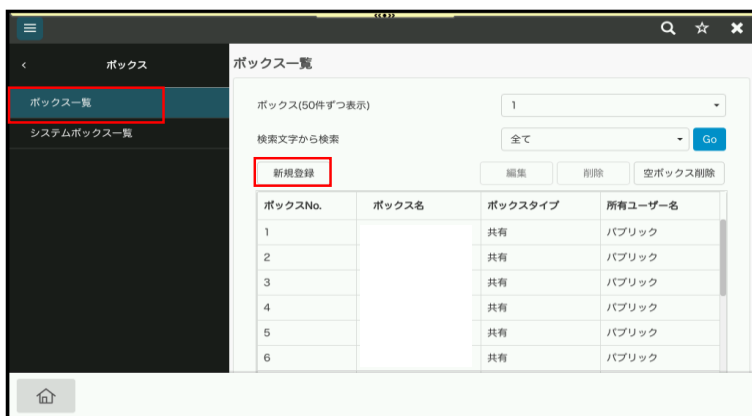 ボックス
ボックス一覧
システムボックス一覧
ボックス一覧
ボックス(50件ずつ表示)
1
検索文字から検索
全て
Go
新規登録
編集
削除
空ボックス削除
ボックスNo. ボックス名 ボックスタイプ 所有ユーザー名
1 共有 パブリック
2 共有 パブリック
3 共有 パブリック
4 共有 パブリック
5 共有 パブリック
6 共有 パブリック